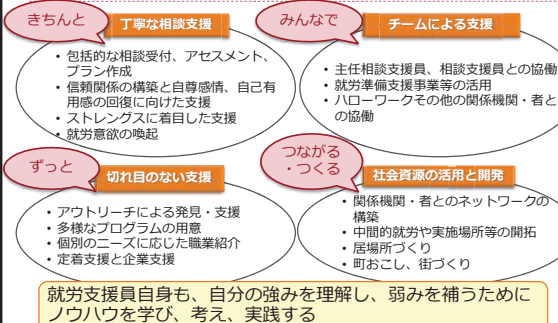 きちんと
丁寧な相談支援
• 包括的な相談受付、アセスメント、
プラン作成
• 信頼関係の構築と自尊感情、自己有
用感の回復に向けた支援
• ストレングスに着目した支援
• 就労意欲の喚起
みんなで
チームによる支援
• 主任相談支援員、相談支援員との協働
• 就労準備支援事業等の活用
• ハローワークその他の関係機関・者と
の協働
ずっと
切れ目のない支援
• アウトリーチによる発見・支援
• 多様なプログラムの用意
• 個別のニーズに応じた職業紹介
• 定着支援と企業支援
つながる
・つくる
社会資源の活用と開発
• 関係機関・者とのネットワークの
構築
• 中間的就労や実施場所等の開拓
• 居場所づくり
• 町おこし、街づくり
就労支援員自身も、自分の強みを理解し、弱みを補うために
ノウハウを学び、考え、実践する